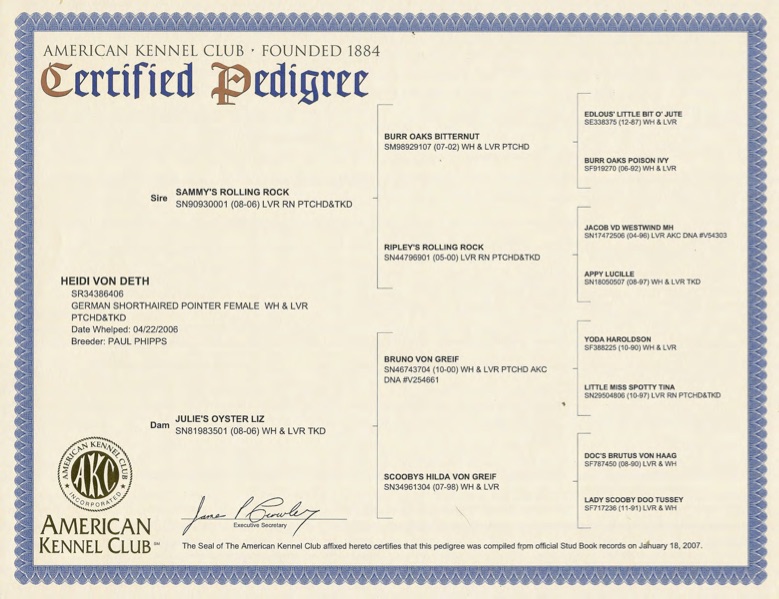 AMERICAN KENNEL CLUB · FOUNDED 1884
Certified Pedigree
HEIDI VON DETH
SR34386406
GERMAN SHORTHAIRED POINTER FEMALE WH & LVR
PTCHD&TKD
Date Whelped: 04/22/2006
Breeder: PAUL PHIPPS
Sire SAMMY'S ROLLING ROCK
SN90930001 (08-06) LVR RN PTCHD&TKD
Dam JULIE'S OYSTER LIZ
SN81983501 (08-06) WH & LVR TKD
BURR OAKS BITTERNUT
SM98929107 (07-02) WH & LVR PTCHD
RIPLEY'S ROLLING ROCK
SN44796901 (05-00) LVR RN PTCHD&TKD
BRUNO VON GREIF
SN46743704 (10-00) WH & LVR PTCHD AKC
DNA #V254661
SCOOBYS HILDA VON GREIF
SN34961304 (07-98) WH & LVR
EDLOUS' LITTLE BIT O' JUTE
SE338375 (12-87) WH & LVR
BURR OAKS POISON IVY
SF919270 (06-92) WH & LVR
JACOB VD WESTWIND MH
SN17472506 (04-96) LVR AKC DNA #V54303
APPY LUCILLE
SN18050507 (08-97) WH & LVR TKD
YODA HAROLDSON
SF388225 (10-90) WH & LVR
LITTLE MISS SPOTTY TINA
SN29504806 (10-97) LVR RN PTCHD&TKD
DOC'S BRUTUS VON HAAG
SF787450 (08-90) LVR & WH
LADY SCOOBY DOO TUSSEY
SF717236 (11-91) LVR & WH
AMERICAN KENNEL CLUB
AKC
INCORPORATED
AMERICAN
KENNEL CLUB℠
James P. Crowley
Executive Secretary
The Seal of The American Kennel Club affixed hereto certifies that this pedigree was compiled from official Stud Book records on January 18, 2007.